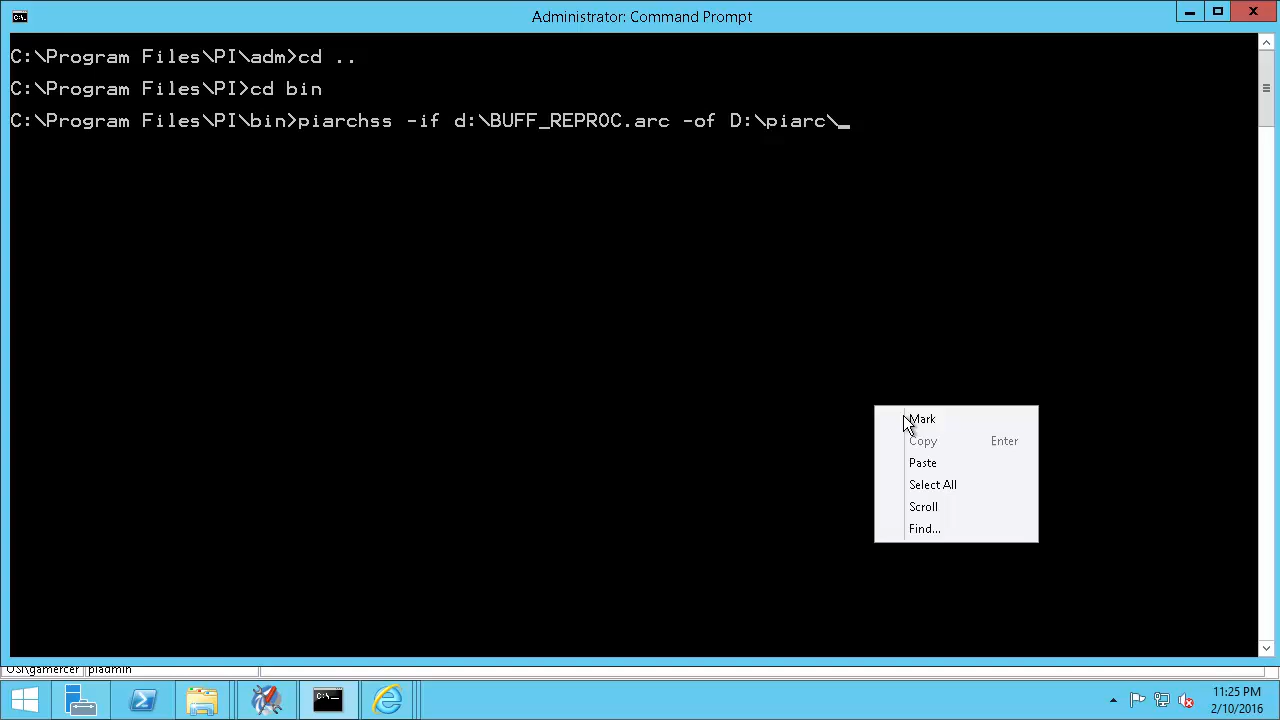 Administrator: Command Prompt
C:\Program Files\PI\adm>cd ..
C:\Program Files\PI>cd bin
C:\Program Files\PI\bin>piarchss -if d:\BUFF_REPROC.arc -of D:\piarc\_
Mark
Copy Enter
Paste
Select All
Scroll
Find...
OSI\gamercer piadmin
11:25 PM
2/10/2016